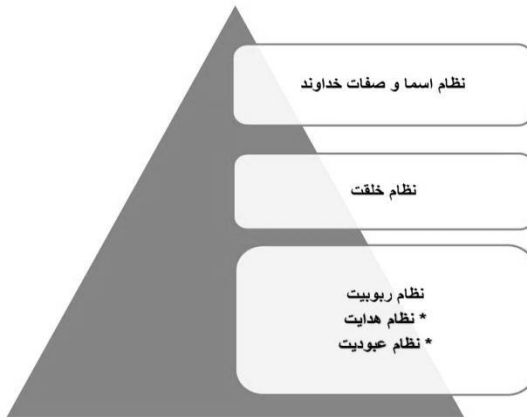 نظام اسما و صفات خداوند
نظام خلقت
نظام ربوبیت
* نظام هدایت
* نظام عبودیت